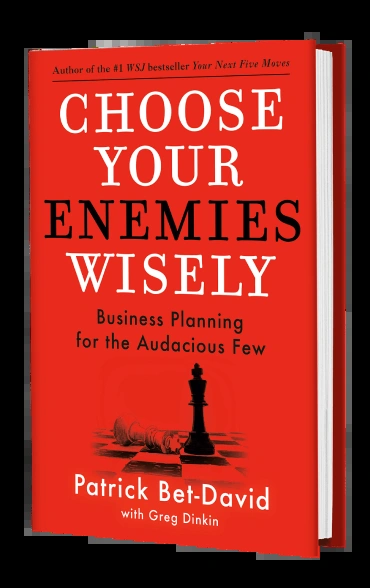 Author of the #1 WSJ bestseller Your Next Five Moves
CHOOSE
YOUR
ENEMIES
WISELY
Business Planning
for the Audacious Few
Patrick Bet-David
with Greg Dinkin